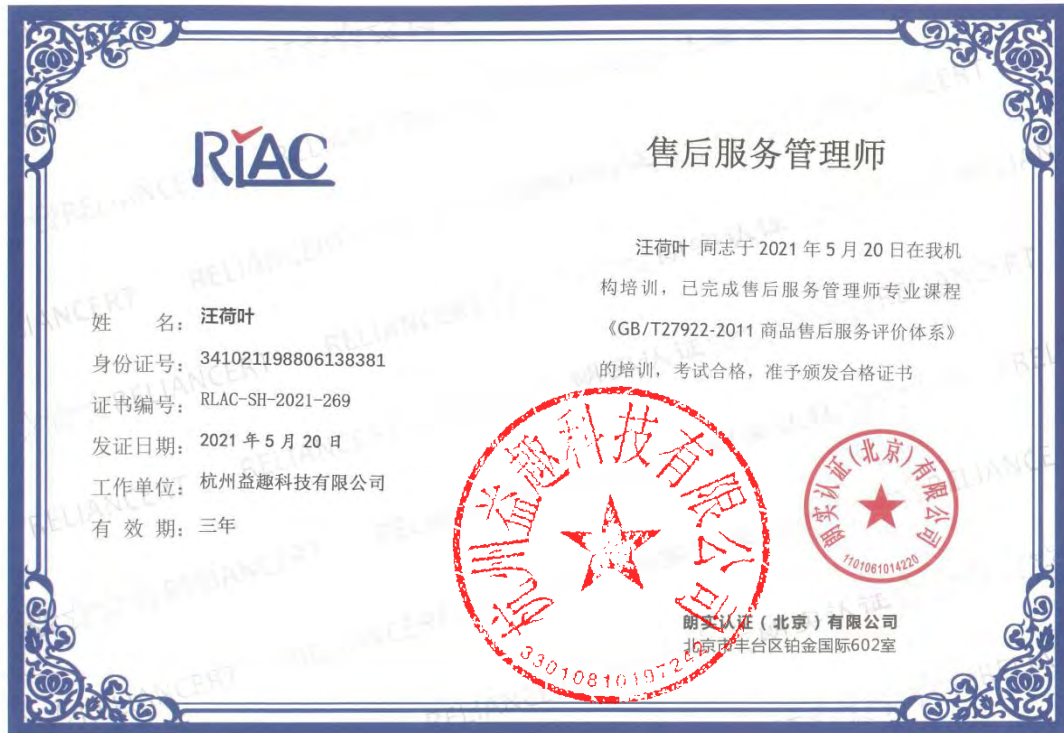 RLAC
姓 名： 汪荷叶
身份证号： 341021198806138381
证书编号： RLAC-SH-2021-269
发证日期： 2021 年 5 月 20 日
工作单位： 杭州益趣科技有限公司
有 效 期： 三年
售后服务管理师
汪荷叶 同志于 2021 年 5 月 20 日在我机
构培训，已完成售后服务管理师专业课程
《GB/T27922-2011 商品售后服务评价体系》
的培训，考试合格，准予颁发合格证书
杭州益趣科技有限公司
33010810197242
朗实认证(北京)有限公司
1101061014220
朗实认证（北京）有限公司
北京市丰台区铂金国际602室
RELIANCERT